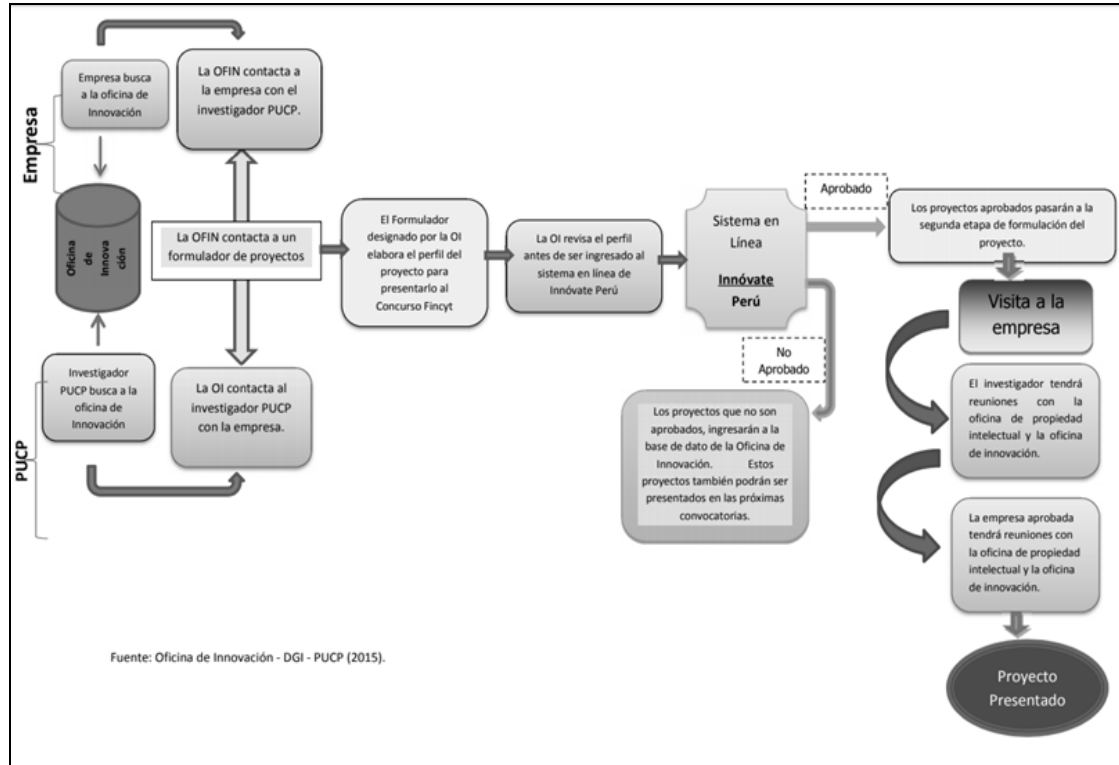 Empresa
Empresa busca
a la oficina de
Innovación
La OFIN contacta a
la empresa con el
investigador PUCP.
Oficina
de
Innova
ción
La OFIN contacta a un
formulador de proyectos
El Formulador
designado por la OI
elabora el perfil del
proyecto para
presentarlo al
Concurso Fincyt
La OI revisa el perfil
antes de ser ingresado al
sistema en línea de
Innóvate Perú
Sistema en
Línea
Innóvate
Perú
Aprobado
Los proyectos aprobados pasarán a la
segunda etapa de formulación del
proyecto.
Visita a la
empresa
No
Aprobado
PUCP
Investigador
PUCP busca a la
oficina de
Innovación
La OI contacta al
investigador PUCP
con la empresa.
Los proyectos que no son
aprobados, ingresarán a la
base de dato de la Oficina de
Innovación. Estos
proyectos también podrán ser
presentados en las próximas
convocatorias.
El investigador tendrá
reuniones con la
oficina de propiedad
intelectual y la oficina
de innovación.
La empresa aprobada
tendrá reuniones con
la oficina de propiedad
intelectual y la oficina
de innovación.
Proyecto
Presentado
Fuente: Oficina de Innovación - DGI - PUCP (2015).